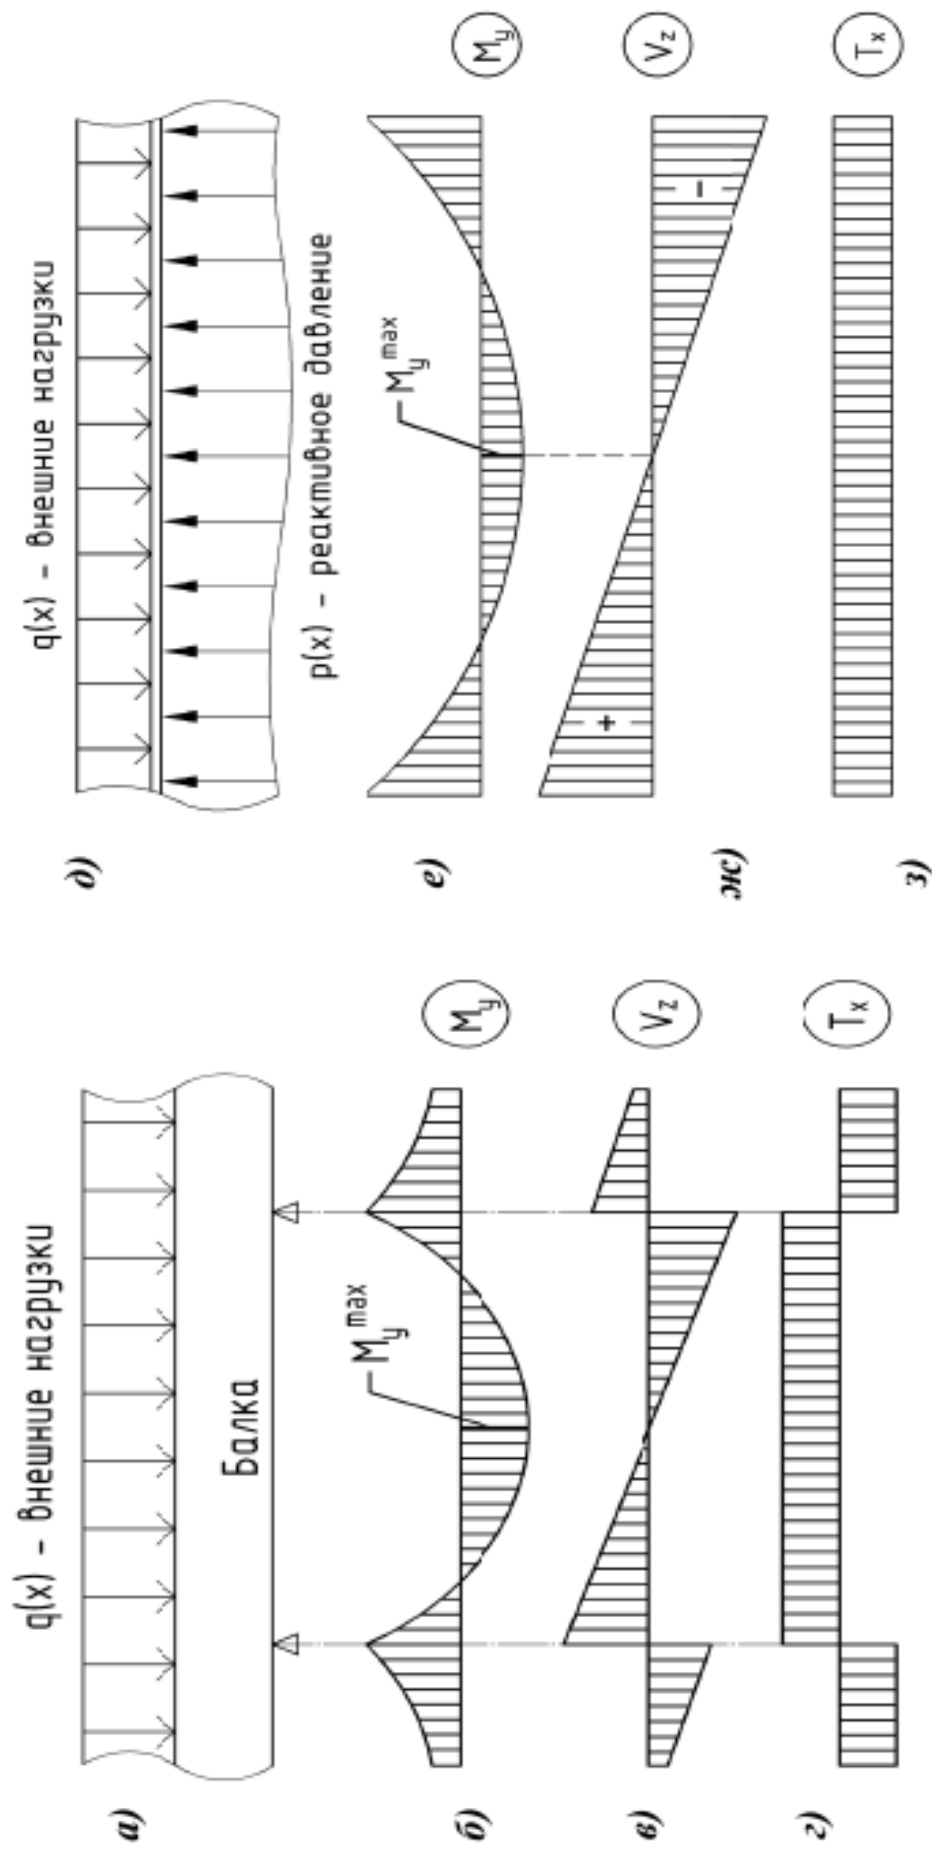 а)
q(x) – внешние нагрузки
Балка
б)
M_y^max
M_y
в)
V_z
г)
T_x
д)
q(x) – внешние нагрузки
p(x) – реактивное давление
е)
M_y^max
M_y
ж)
+
–
V_z
з)
T_x